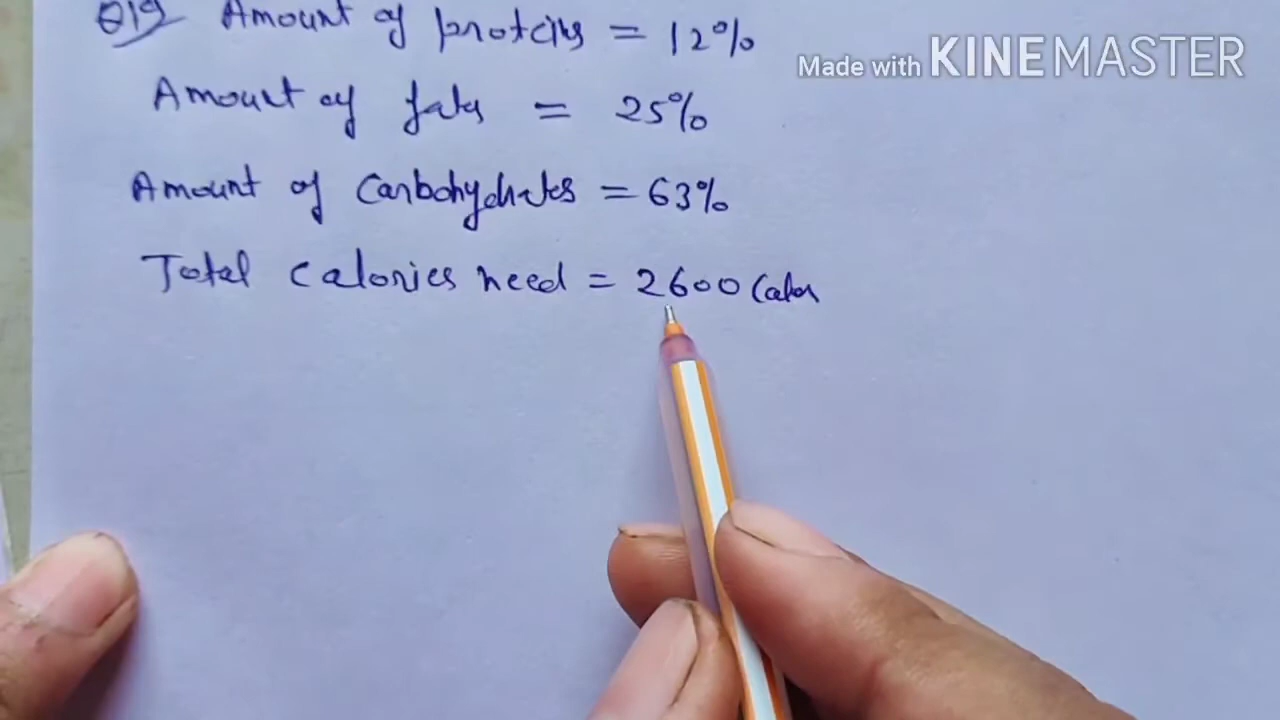 Q19 Amount of proteins = 12%
Made with KINEMASTER
Amount of fats = 25%
Amount of Carbohydrates = 63%
Total calories need = 2600 Calor